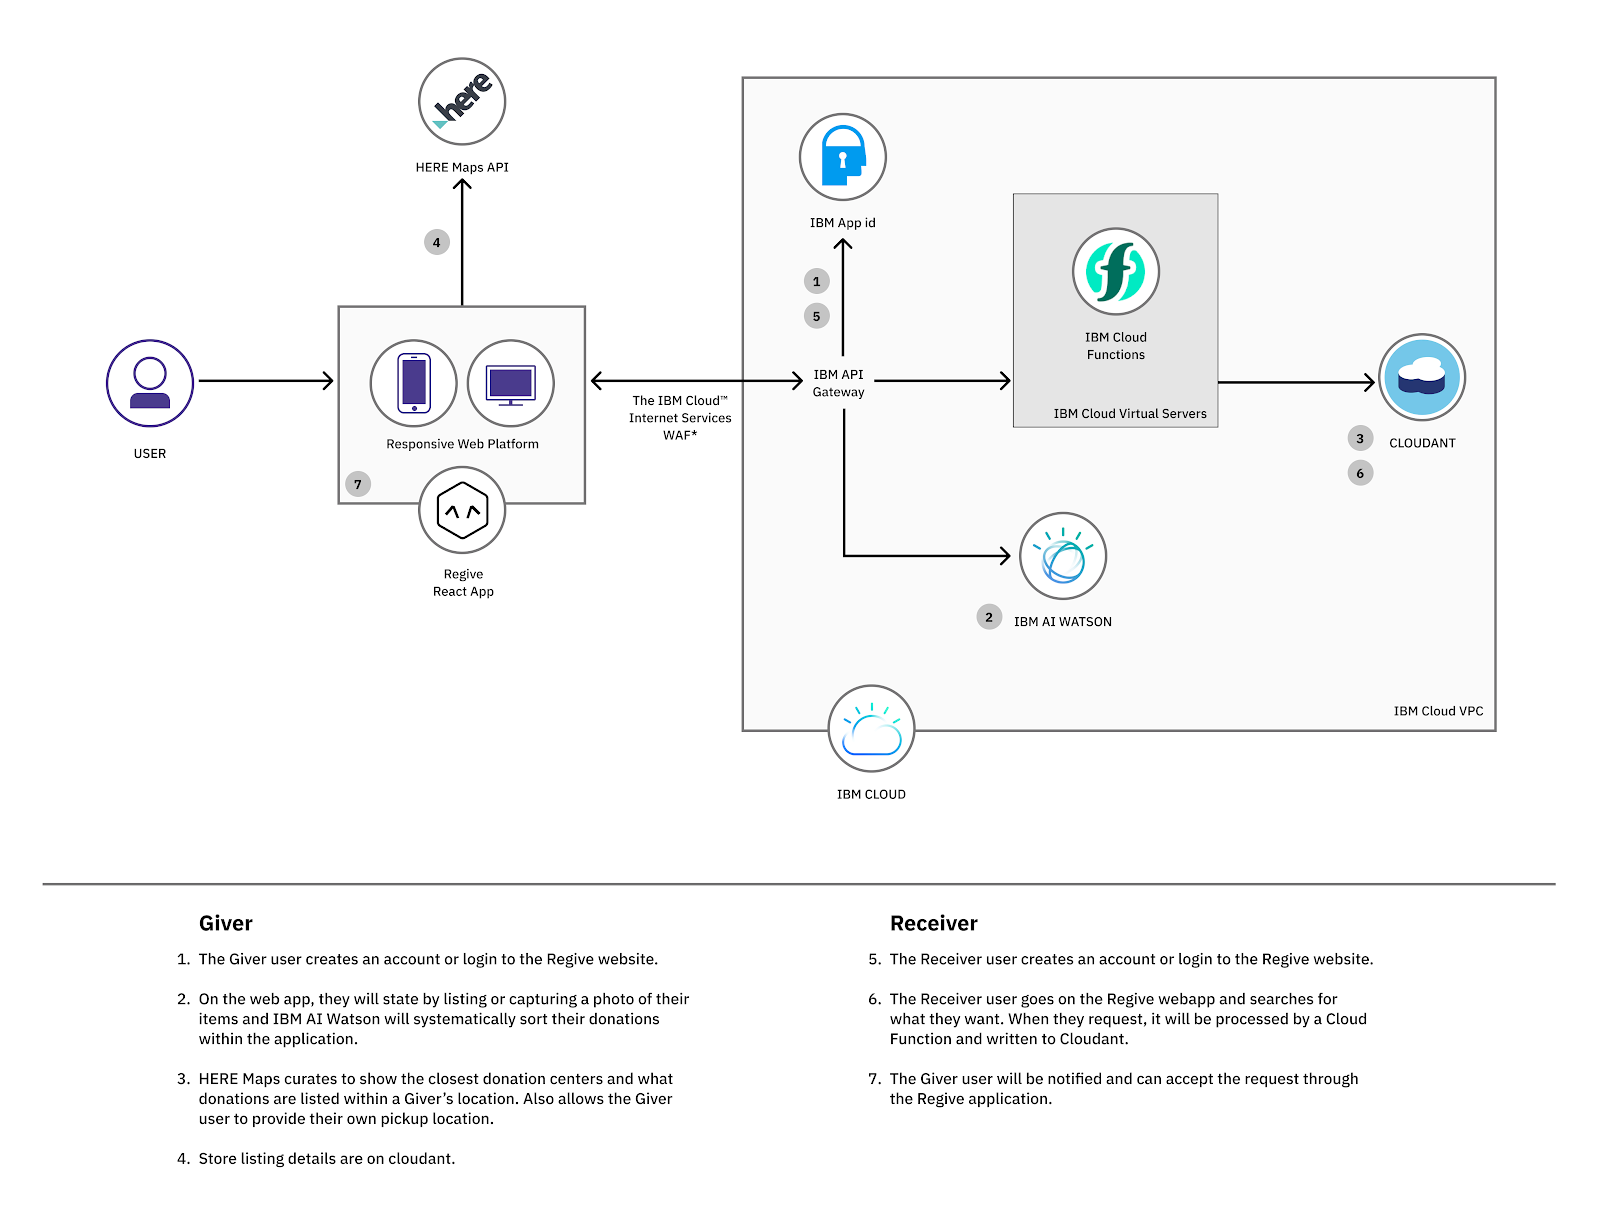 here
HERE Maps API
4
IBM App id
1
5
IBM Cloud
Functions
IBM Cloud Virtual Servers
USER
Responsive Web Platform
7
Regive
React App
The IBM Cloud™
Internet Services
WAF*
IBM API
Gateway
3
6
CLOUDANT
2
IBM AI WATSON
IBM Cloud VPC
IBM CLOUD
Giver
1. The Giver user creates an account or login to the Regive website.
2. On the web app, they will state by listing or capturing a photo of their
items and IBM AI Watson will systematically sort their donations
within the application.
3. HERE Maps curates to show the closest donation centers and what
donations are listed within a Giver’s location. Also allows the Giver
user to provide their own pickup location.
4. Store listing details are on cloudant.
Receiver
5. The Receiver user creates an account or login to the Regive website.
6. The Receiver user goes on the Regive webapp and searches for
what they want. When they request, it will be processed by a Cloud
Function and written to Cloudant.
7. The Giver user will be notified and can accept the request through
the Regive application.